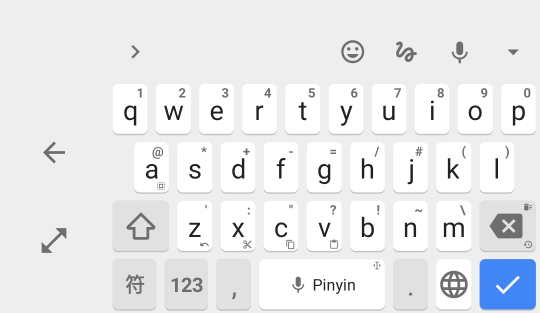 1 2 3 4 5 6 7 8 9 0
q w e r t y u i o p
@ * + - = / # ( )
a s d f g h j k l
' : " ? ! ~ \
z x c v b n m
符 123 , Pinyin .